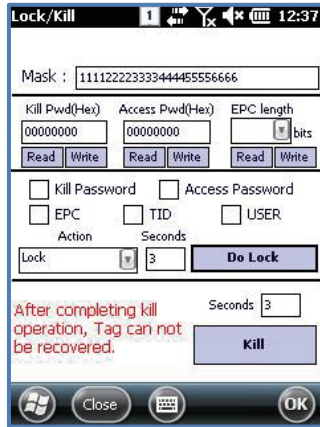 Lock/Kill 1 12:37
Mask : 111122223333444455556666
Kill Pwd(Hex) Access Pwd(Hex) EPC length
00000000 00000000 bits
Read Write Read Write Read Write
Kill Password Access Password
EPC TID USER
Action Seconds
Lock 3 Do Lock
Seconds 3
After completing kill
operation, Tag can not
be recovered.
Kill
Close OK